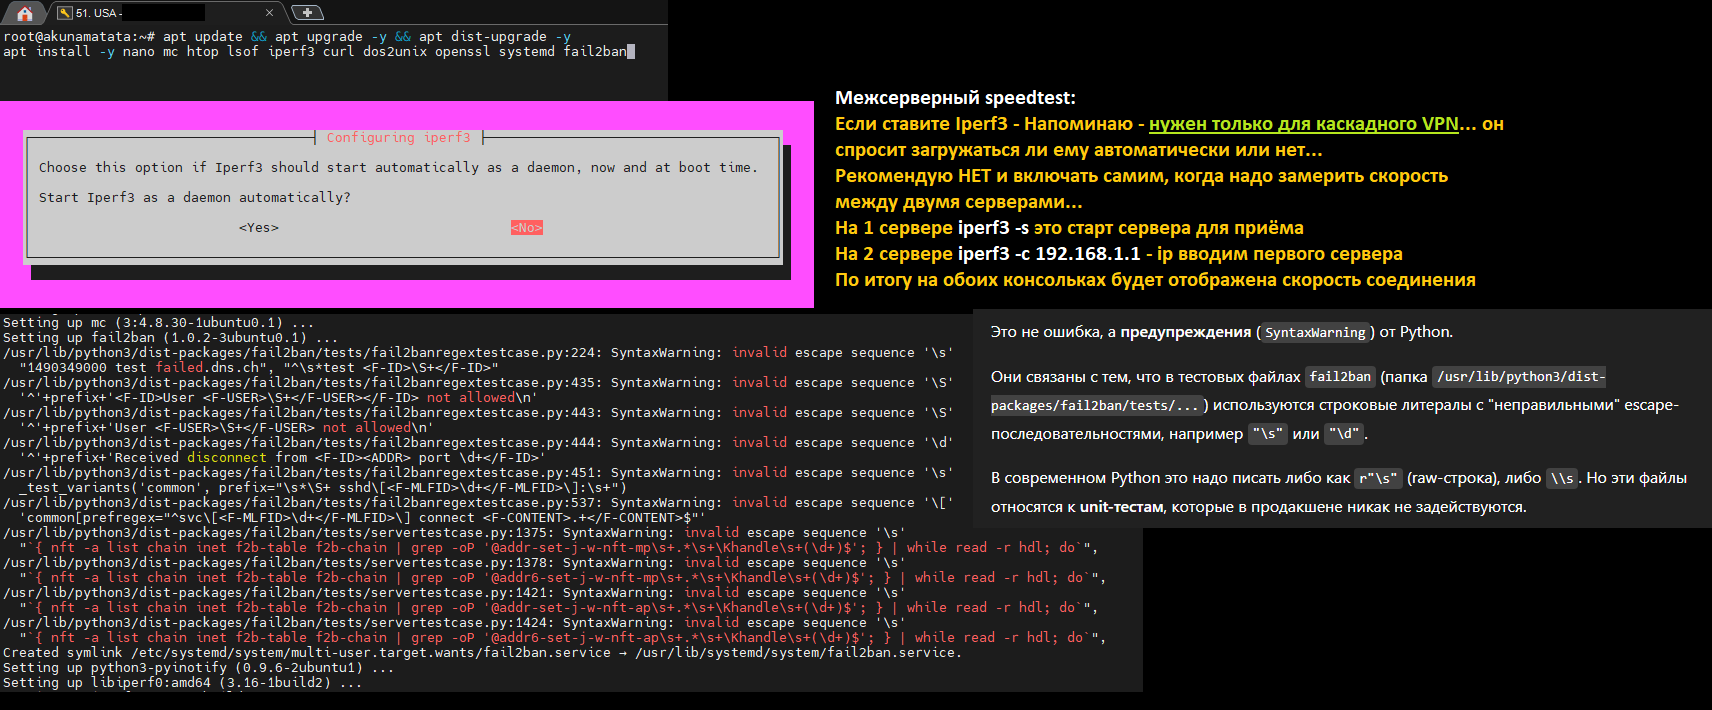 51. USA -
root@akunamatata:~# apt update && apt upgrade -y && apt dist-upgrade -y
apt install -y nano mc htop lsof iperf3 curl dos2unix openssl systemd fail2ban
Configuring iperf3
Choose this option if Iperf3 should start automatically as a daemon, now and at boot time.
Start Iperf3 as a daemon automatically?
<Yes> <No>
Межсерверный speedtest:
Если ставите Iperf3 - Напоминаю - нужен только для каскадного VPN... он
спросит загружаться ли ему автоматически или нет...
Рекомендую НЕТ и включать самим, когда надо замерить скорость
между двумя серверами...
На 1 сервере iperf3 -s это старт сервера для приёма
На 2 сервере iperf3 -c 192.168.1.1 - ip вводим первого сервера
По итогу на обоих консольках будет отображена скорость соединения
Setting up mc (3:4.8.30-1ubuntu0.1) ...
Setting up fail2ban (1.0.2-3ubuntu0.1) ...
/usr/lib/python3/dist-packages/fail2ban/tests/fail2banregextestcase.py:224: SyntaxWarning: invalid escape sequence '\s'
"1490349000 test failed.dns.ch", "^\s*test <F-ID>\S+</F-ID>"
/usr/lib/python3/dist-packages/fail2ban/tests/fail2banregextestcase.py:435: SyntaxWarning: invalid escape sequence '\S'
'^'+prefix+'<F-ID>User <F-USER>\S+</F-USER></F-ID> not allowed\n'
/usr/lib/python3/dist-packages/fail2ban/tests/fail2banregextestcase.py:443: SyntaxWarning: invalid escape sequence '\S'
'^'+prefix+'User <F-USER>\S+</F-USER> not allowed\n'
/usr/lib/python3/dist-packages/fail2ban/tests/fail2banregextestcase.py:444: SyntaxWarning: invalid escape sequence '\d'
'^'+prefix+'Received disconnect from <F-ID><ADDR> port \d+</F-ID>'
/usr/lib/python3/dist-packages/fail2ban/tests/fail2banregextestcase.py:451: SyntaxWarning: invalid escape sequence '\s'
_test_variants('common', prefix="\s*\S+ sshd\[<F-MLFID>\d+</F-MLFID>\]:\s+")
/usr/lib/python3/dist-packages/fail2ban/tests/fail2banregextestcase.py:537: SyntaxWarning: invalid escape sequence '\['
'common[prefregex="^svc\[<F-MLFID>\d+</F-MLFID>\] connect <F-CONTENT>.+</F-CONTENT>$"'
/usr/lib/python3/dist-packages/fail2ban/tests/servertestcase.py:1375: SyntaxWarning: invalid escape sequence '\s'
"`{ nft -a list chain inet f2b-table f2b-chain | grep -oP '@addr-set-j-w-nft-mp\s+.*\s+\Khandle\s+(\d+)$'; } | while read -r hdl; do`",
/usr/lib/python3/dist-packages/fail2ban/tests/servertestcase.py:1378: SyntaxWarning: invalid escape sequence '\s'
"`{ nft -a list chain inet f2b-table f2b-chain | grep -oP '@addr6-set-j-w-nft-mp\s+.*\s+\Khandle\s+(\d+)$'; } | while read -r hdl; do`",
/usr/lib/python3/dist-packages/fail2ban/tests/servertestcase.py:1421: SyntaxWarning: invalid escape sequence '\s'
"`{ nft -a list chain inet f2b-table f2b-chain | grep -oP '@addr-set-j-w-nft-ap\s+.*\s+\Khandle\s+(\d+)$'; } | while read -r hdl; do`",
/usr/lib/python3/dist-packages/fail2ban/tests/servertestcase.py:1424: SyntaxWarning: invalid escape sequence '\s'
"`{ nft -a list chain inet f2b-table f2b-chain | grep -oP '@addr6-set-j-w-nft-ap\s+.*\s+\Khandle\s+(\d+)$'; } | while read -r hdl; do`",
Created symlink /etc/systemd/system/multi-user.target.wants/fail2ban.service → /usr/lib/systemd/system/fail2ban.service.
Setting up python3-pyinotify (0.9.6-2ubuntu1) ...
Setting up libiperf0:amd64 (3.16-1build2) ...
Это не ошибка, а предупреждения (SyntaxWarning) от Python.
Они связаны с тем, что в тестовых файлах fail2ban (папка /usr/lib/python3/dist-
packages/fail2ban/tests/...) используются строковые литералы с "неправильными" escape-
последовательностями, например "\s" или "\d".
В современном Python это надо писать либо как r"\s" (raw-строка), либо \\s. Но эти файлы
относятся к unit-тестам, которые в продакшене никак не задействуются.